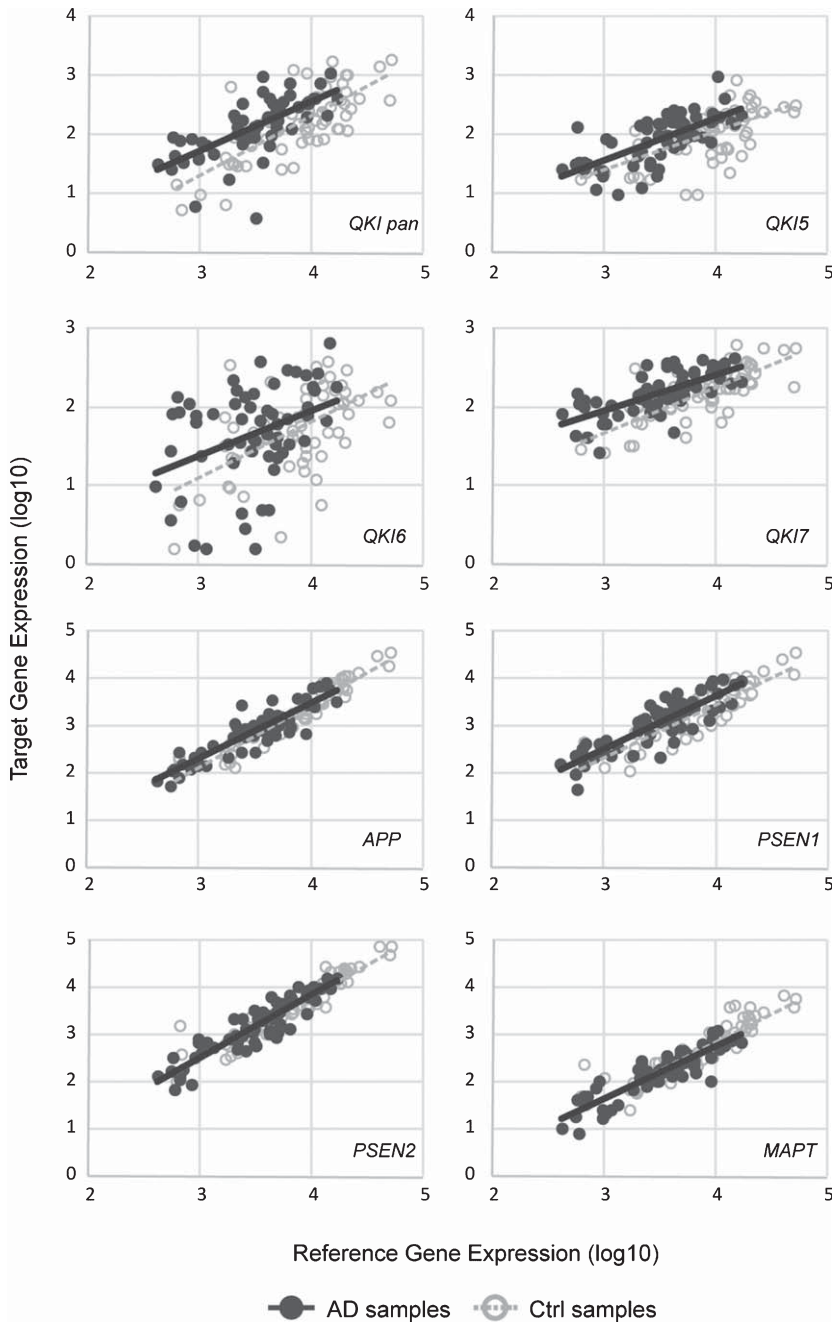 4
3
2
1
0
2 3 4 5
QKI pan
4
3
2
1
0
2 3 4 5
QKI5
3
2
1
0
2 3 4 5
QKI6
3
2
1
0
2 3 4 5
QKI7
5
4
3
2
1
0
2 3 4 5
APP
5
4
3
2
1
0
2 3 4 5
PSEN1
5
4
3
2
1
0
2 3 4 5
PSEN2
5
4
3
2
1
0
2 3 4 5
MAPT
Target Gene Expression (log10)
Reference Gene Expression (log10)
AD samples
Ctrl samples